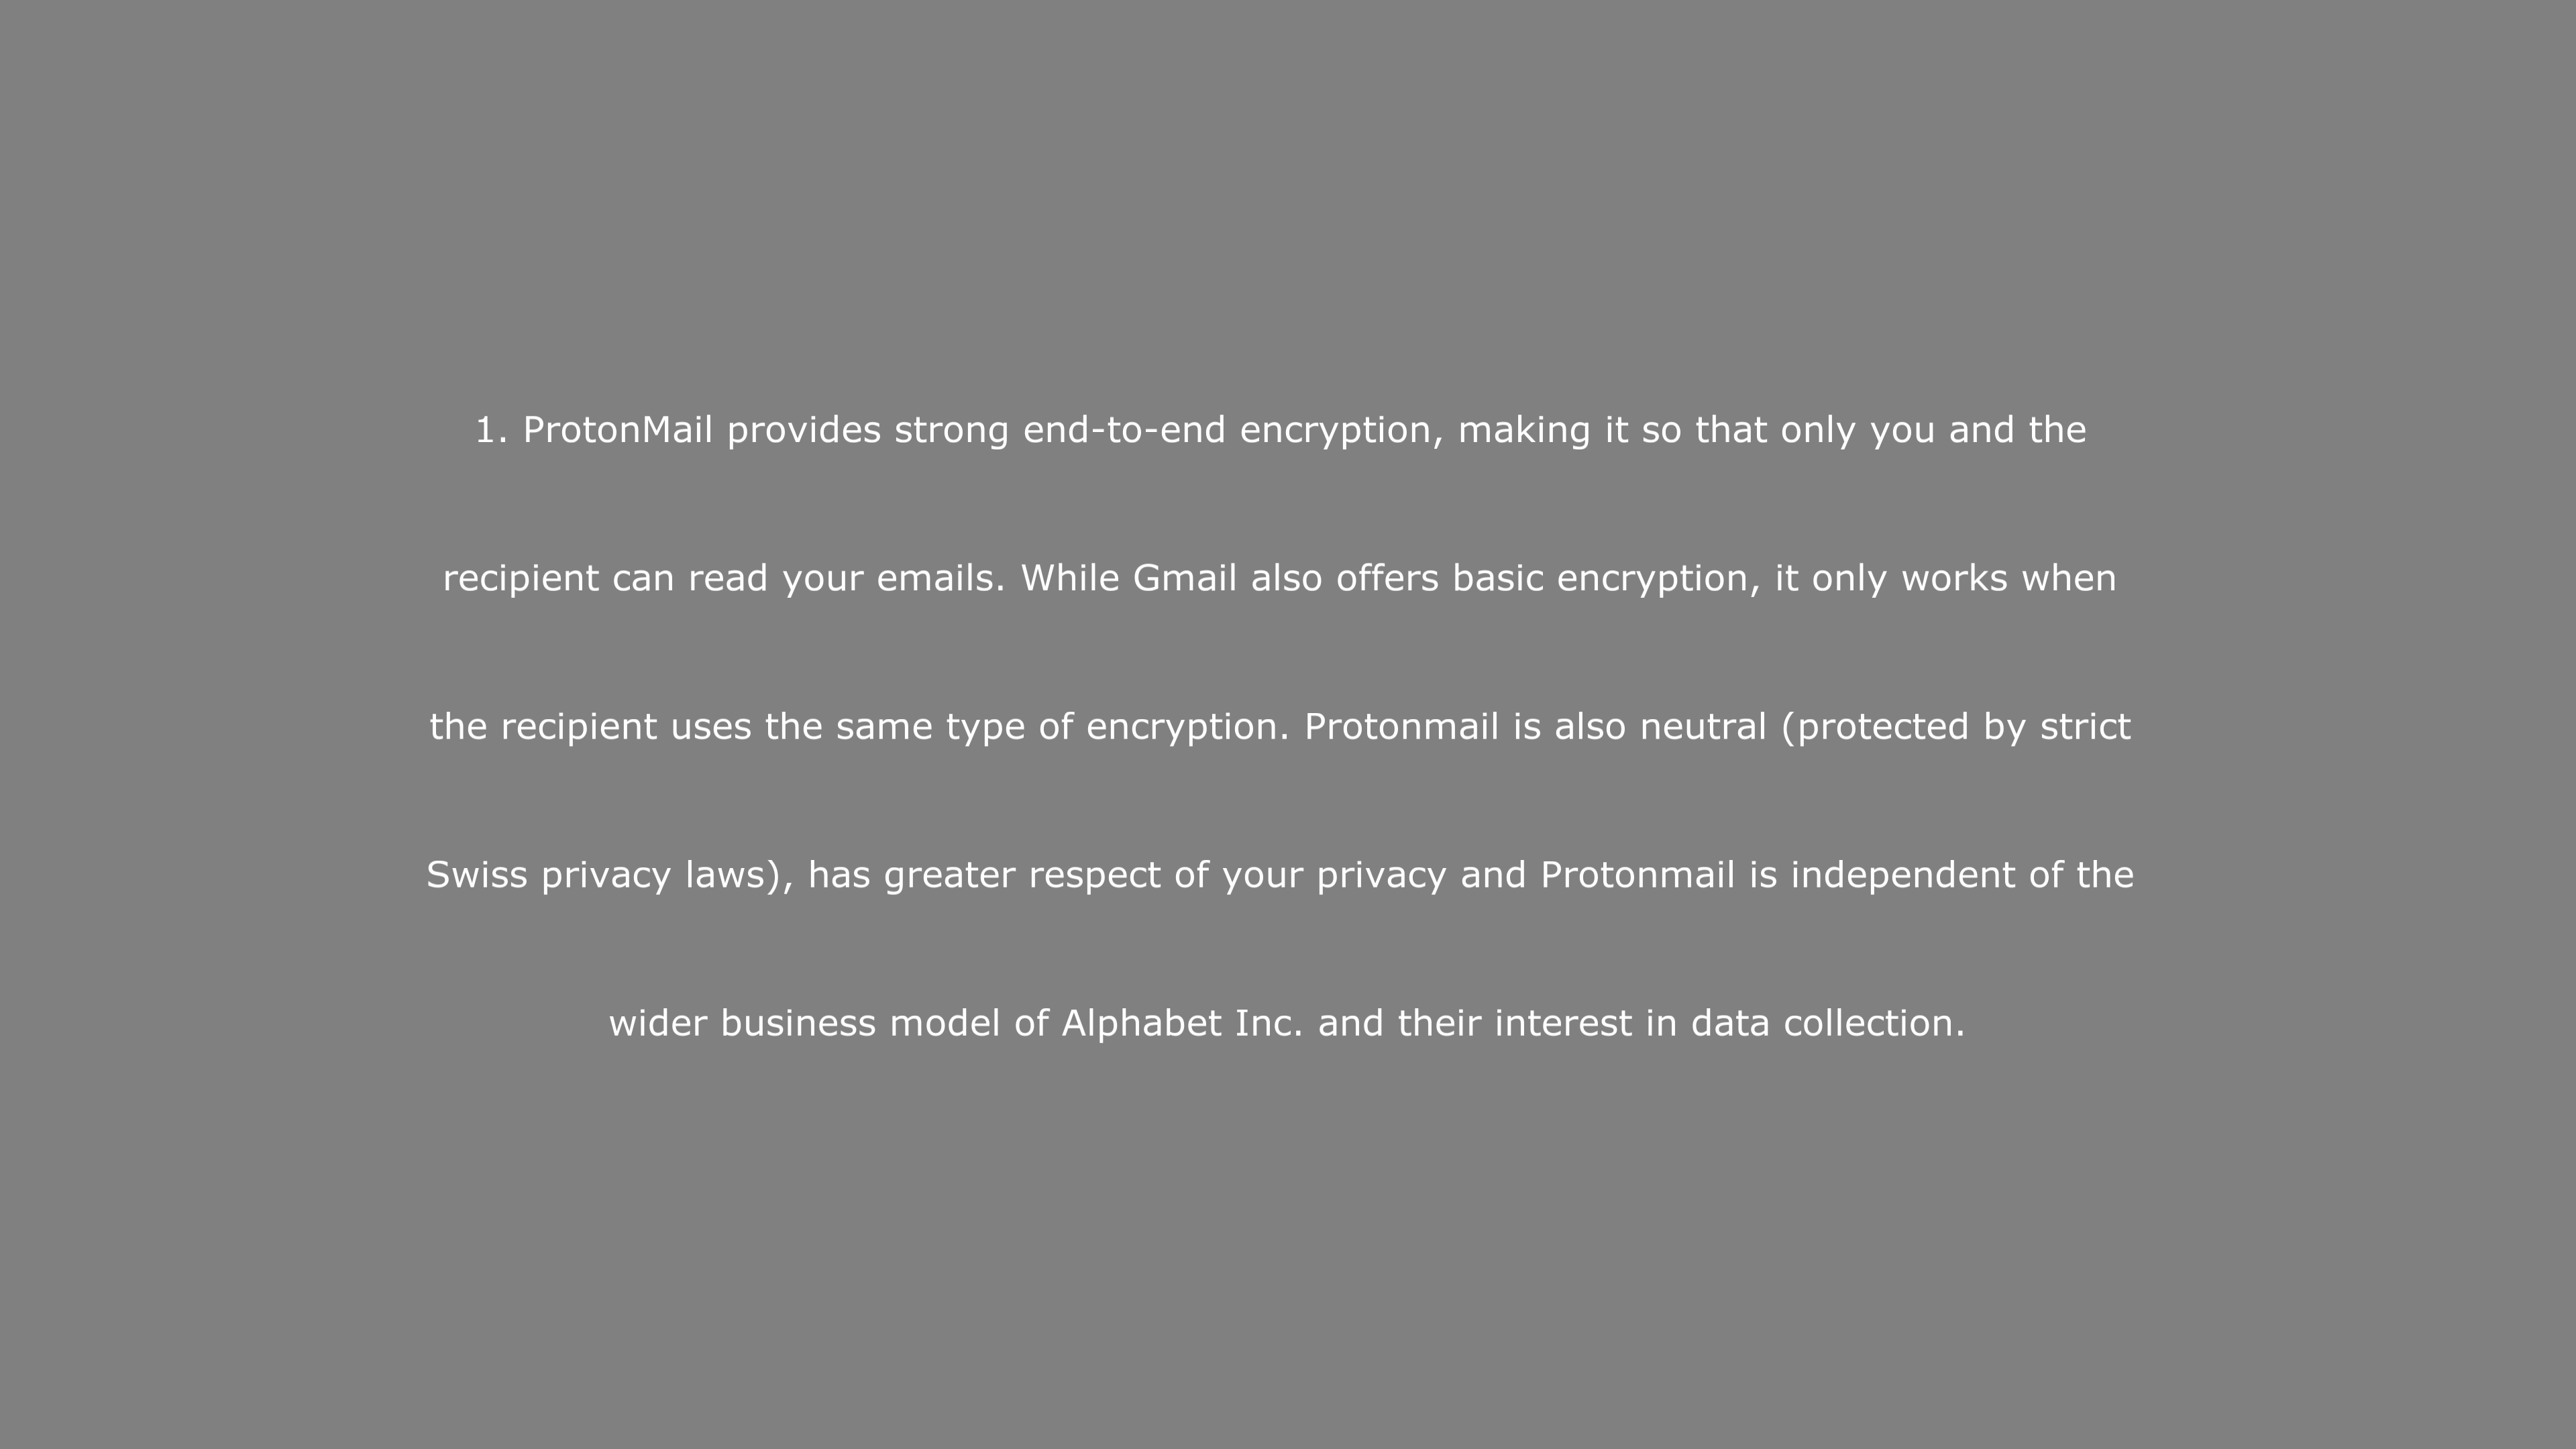 1. ProtonMail provides strong end-to-end encryption, making it so that only you and the
recipient can read your emails. While Gmail also offers basic encryption, it only works when
the recipient uses the same type of encryption. Protonmail is also neutral (protected by strict
Swiss privacy laws), has greater respect of your privacy and Protonmail is independent of the
wider business model of Alphabet Inc. and their interest in data collection.